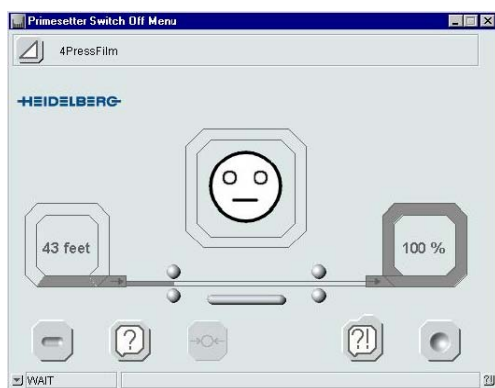 Primesetter Switch Off Menu
4PressFilm
HEIDELBERG
43 feet
100 %
?
?!
WAIT
?!